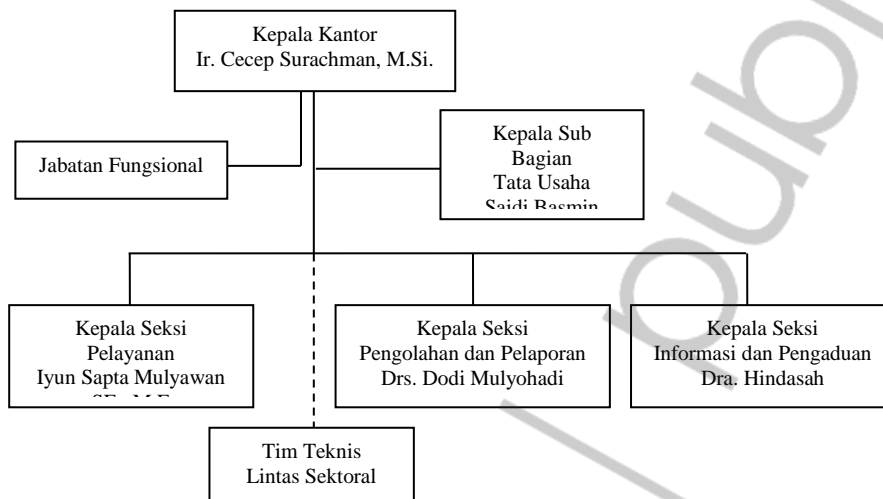 Kepala Kantor
Ir. Cecep Surachman, M.Si.
Jabatan Fungsional
Kepala Sub
Bagian
Tata Usaha
Saidi Basmin
Kepala Seksi
Pelayanan
Iyun Sapta Mulyawan
Kepala Seksi
Pengolahan dan Pelaporan
Drs. Dodi Mulyohadi
Kepala Seksi
Informasi dan Pengaduan
Dra. Hindasah
Tim Teknis
Lintas Sektoral